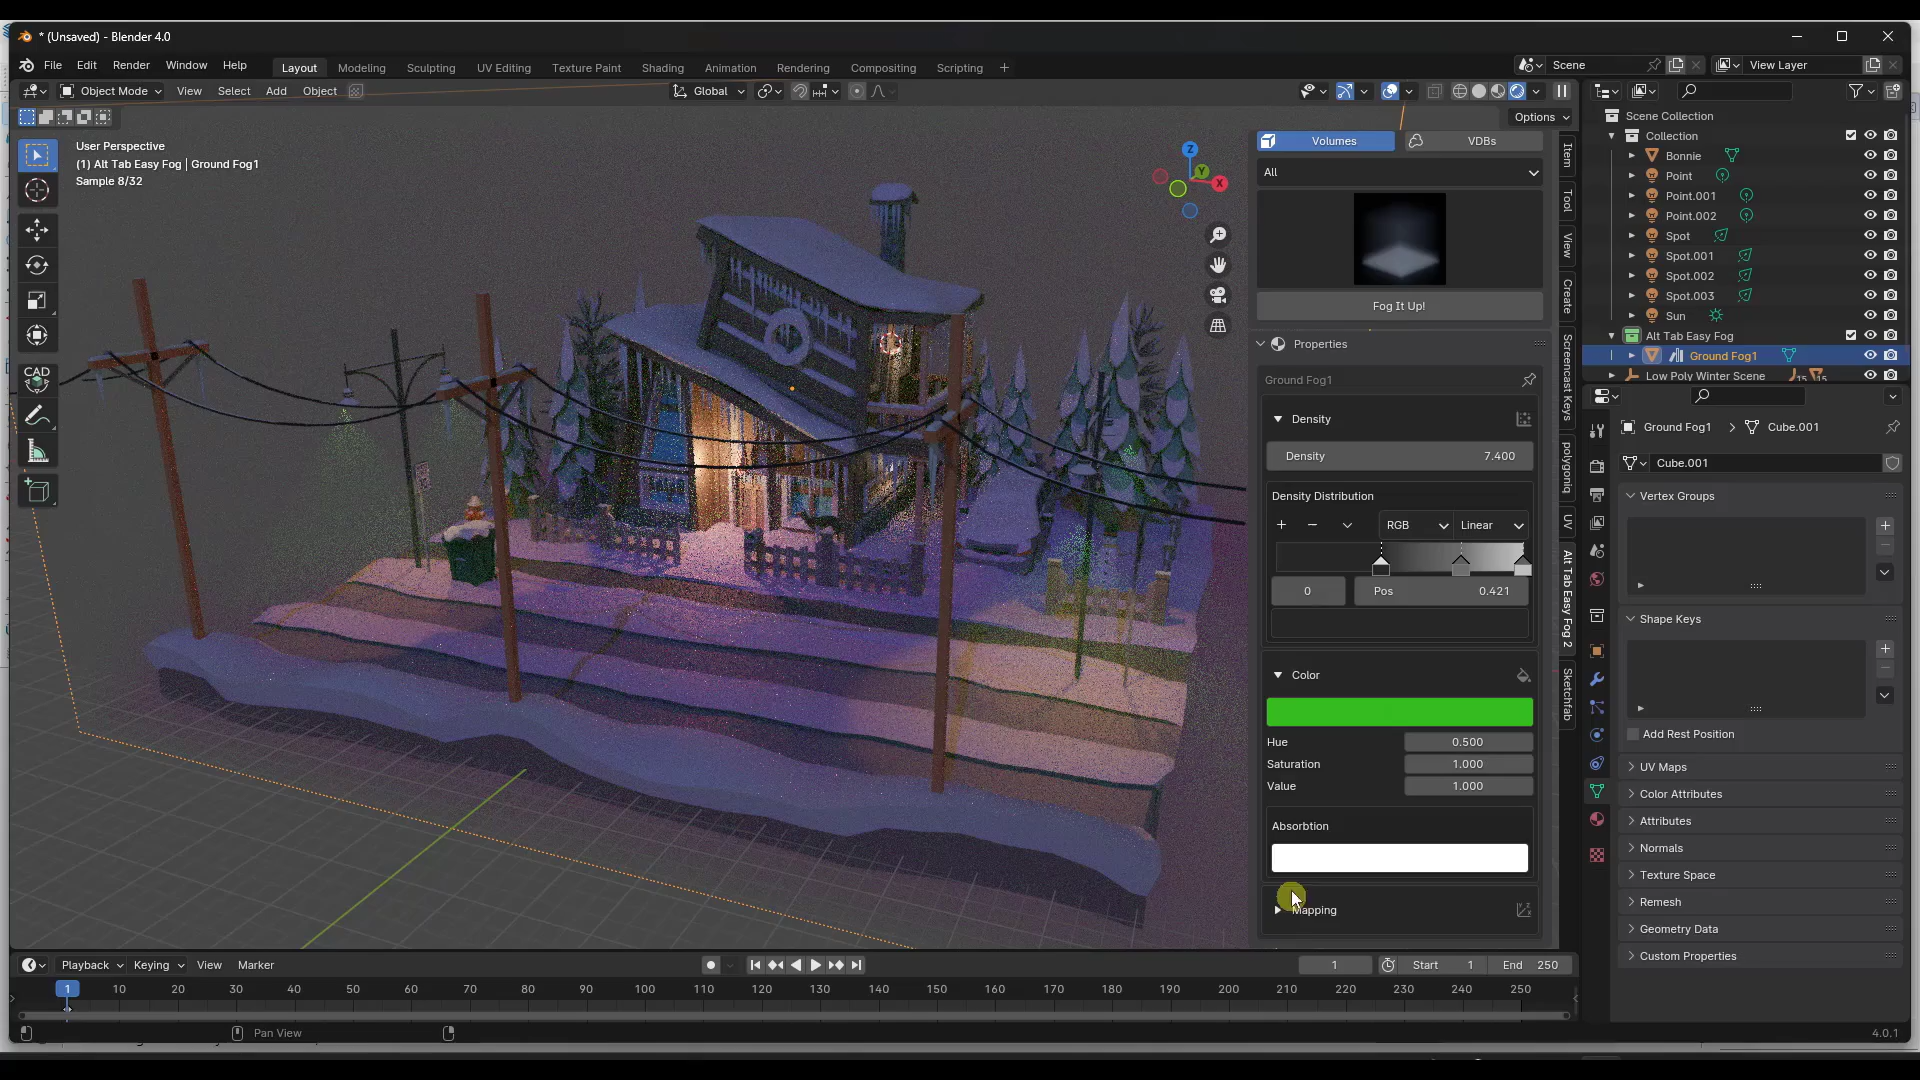 * (Unsaved) - Blender 4.0
File Edit Render Window Help
Layout Modeling Sculpting UV Editing Texture Paint Shading Animation Rendering Compositing Scripting +
Scene
View Layer
Object Mode View Select Add Object
Global
Options
User Perspective
(1) Alt Tab Easy Fog | Ground Fog1
Sample 8/32
CAD
Z
Y
X
Volumes
VDBs
All
Fog It Up!
Properties
Ground Fog1
Density
Density 7.400
Density Distribution
RGB
Linear
0
Pos 0.421
Color
Hue 0.500
Saturation 1.000
Value 1.000
Absorbtion
Mapping
Item
Tool
View
Create
Screencast Keys
polygoniq
UV
Alt Tab Easy Fog 2
Sketchfab
Scene Collection
Collection
Bonnie
Point
Point.001
Point.002
Spot
Spot.001
Spot.002
Spot.003
Sun
Alt Tab Easy Fog
Ground Fog1
Low Poly Winter Scene 15 15
Ground Fog1 > Cube.001
Cube.001
Vertex Groups
Shape Keys
Add Rest Position
UV Maps
Color Attributes
Attributes
Normals
Texture Space
Remesh
Geometry Data
Custom Properties
Playback Keying View Marker
1
Start 1
End 250
1 10 20 30 40 50 60 70 80 90 100 110 120 130 140 150 160 170 180 190 200 210 220 230 240 250
Pan View
4.0.1